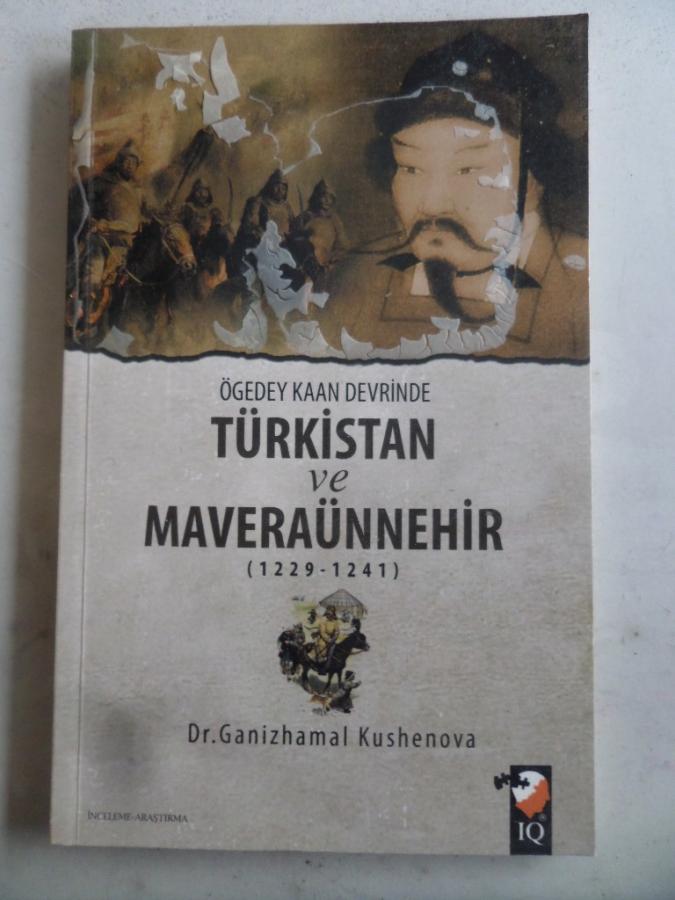 ÖGEDEY KAAN DEVRİNDE
TÜRKİSTAN
ve
MAVERAÜNNEHİR
(1229-1241)
Dr.Ganizhamal Kushenova
İNCELEME-ARAŞTIRMA
IQ
®